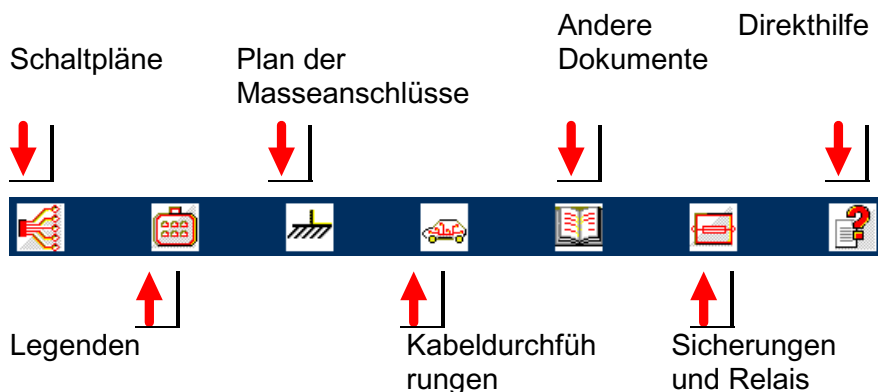 Schaltpläne
Plan der
Masseanschlüsse
Andere
Dokumente
Direkthilfe
Legenden
Kabeldurchfüh
rungen
Sicherungen
und Relais